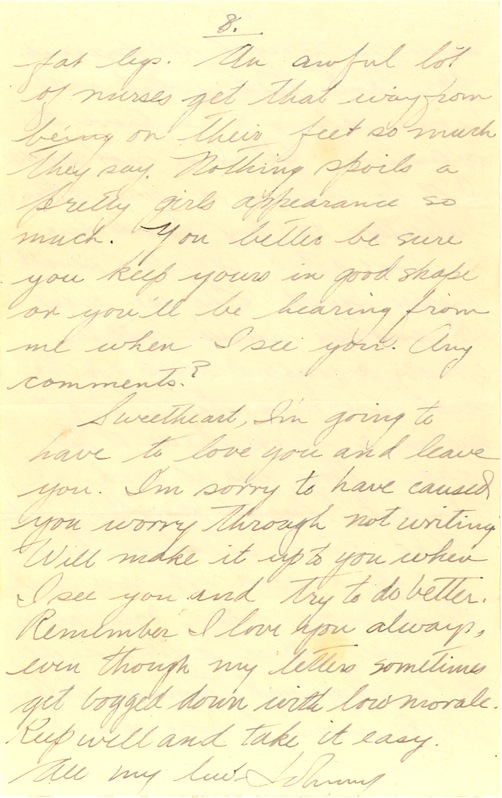 8.
fat legs. An awful lot
of nurses get that way from
being on their feet so much
they say. Nothing spoils a
pretty girls appearance so
much. You better be sure
you keep yours in good shape
or you'll be hearing from
me when I see you. Any
comments?
Sweetheart, I'm going to
have to love you and leave
you. I'm sorry to have caused
you worry through not writing
Will make it up to you when
I see you and try to do better.
Remember I love you always,
even though my letters sometimes
get bogged down with low morale.
Keep well and take it easy.
All my love Johnny